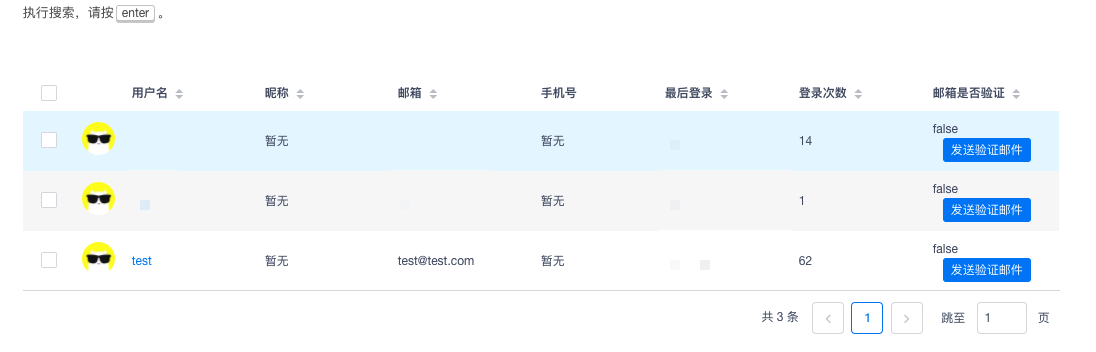 执行搜索，请按 enter 。
用户名 昵称 邮箱 手机号 最后登录 登录次数 邮箱是否验证
暂无 暂无 14 false
发送验证邮件
暂无 暂无 1 false
发送验证邮件
test 暂无 test@test.com 暂无 62 false
发送验证邮件
共 3 条 1 跳至 1 页